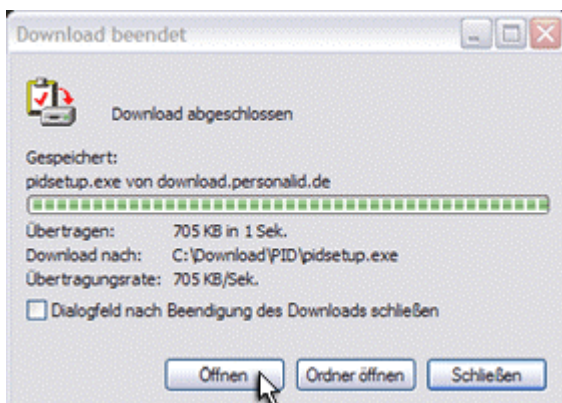 Download beendet
Download abgeschlossen
Gespeichert:
pidsetup.exe von download.personalid.de
Übertragen: 705 KB in 1 Sek.
Download nach: C:\Download\PID\pidsetup.exe
Übertragungsrate: 705 KB/Sek.
Dialogfeld nach Beendigung des Downloads schließen
Öffnen Ordner öffnen Schließen